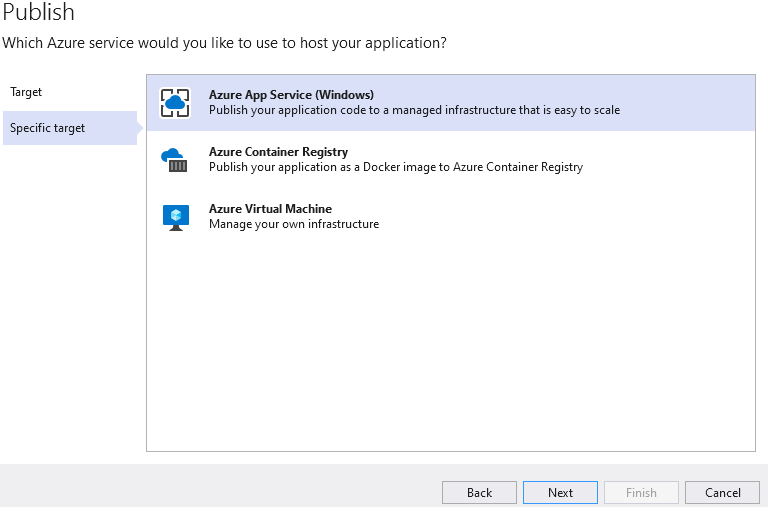 Publish
Which Azure service would you like to use to host your application?
Target
Specific target
Azure App Service (Windows)
Publish your application code to a managed infrastructure that is easy to scale
Azure Container Registry
Publish your application as a Docker image to Azure Container Registry
Azure Virtual Machine
Manage your own infrastructure
Back
Next
Finish
Cancel